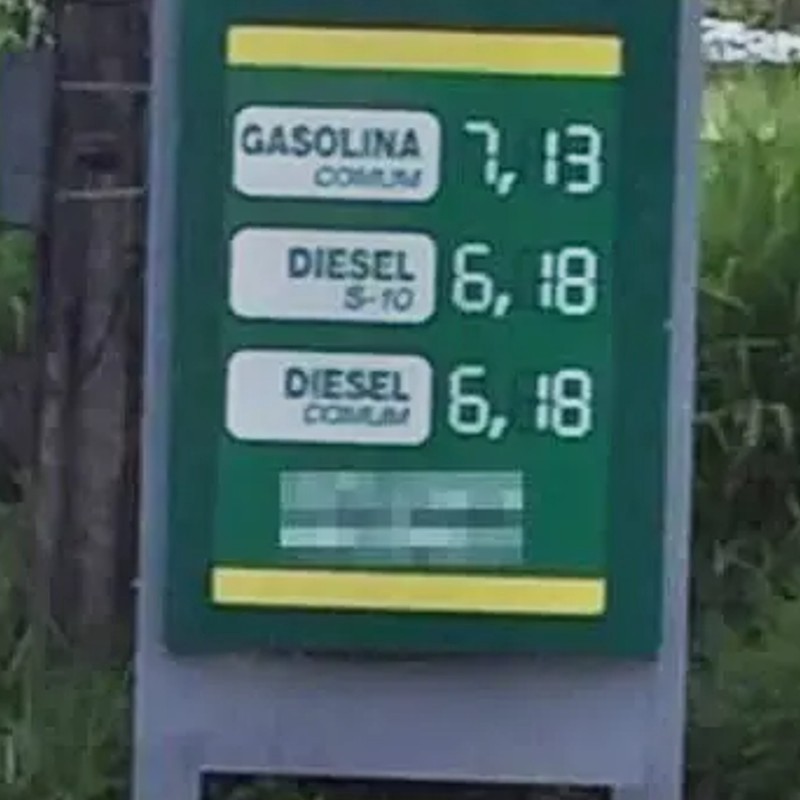 GASOLINA 7,13
COMUM
DIESEL 6,18
S-10
DIESEL 6,18
COMUM